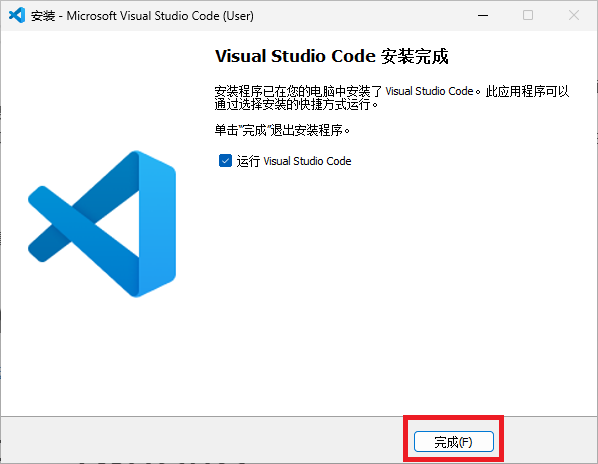 安装 - Microsoft Visual Studio Code (User)
Visual Studio Code 安装完成
安装程序已在您的电脑中安装了 Visual Studio Code。此应用程序可以
通过选择安装的快捷方式运行。
单击“完成”退出安装程序。
运行 Visual Studio Code
完成(F)